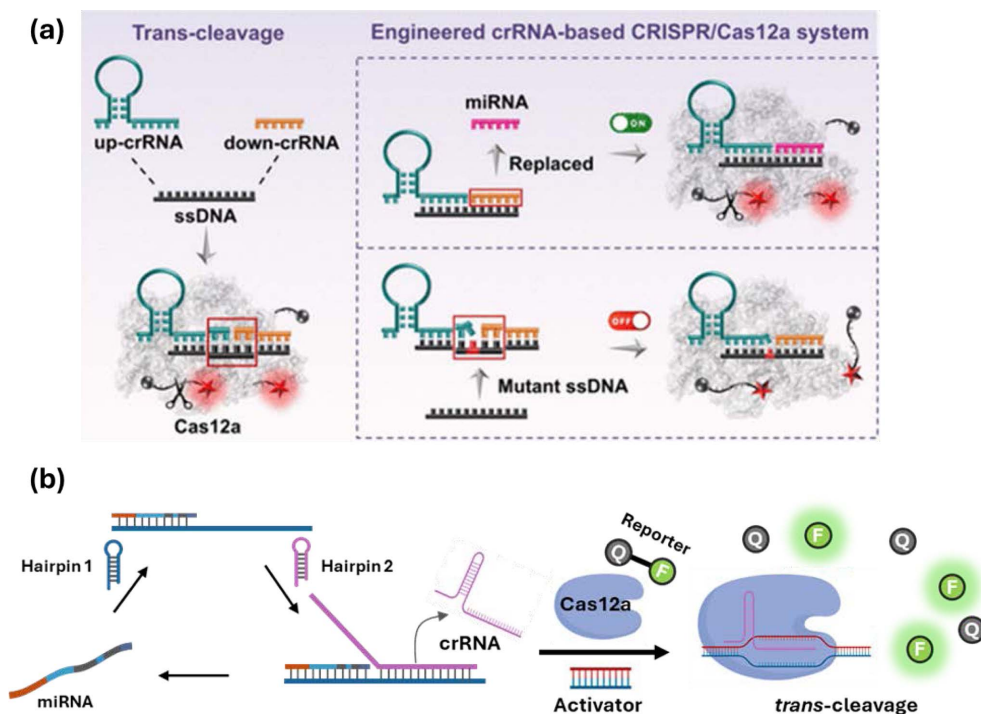 (a)
Trans-cleavage
Engineered crRNA-based CRISPR/Cas12a system
up-crRNA
down-crRNA
ssDNA
Cas12a
miRNA
Replaced
ON
Mutant ssDNA
OFF
(b)
Hairpin 1
Hairpin 2
miRNA
crRNA
Reporter
Q
F
Cas12a
Activator
Q
F
Q
F
Q
F
trans-cleavage